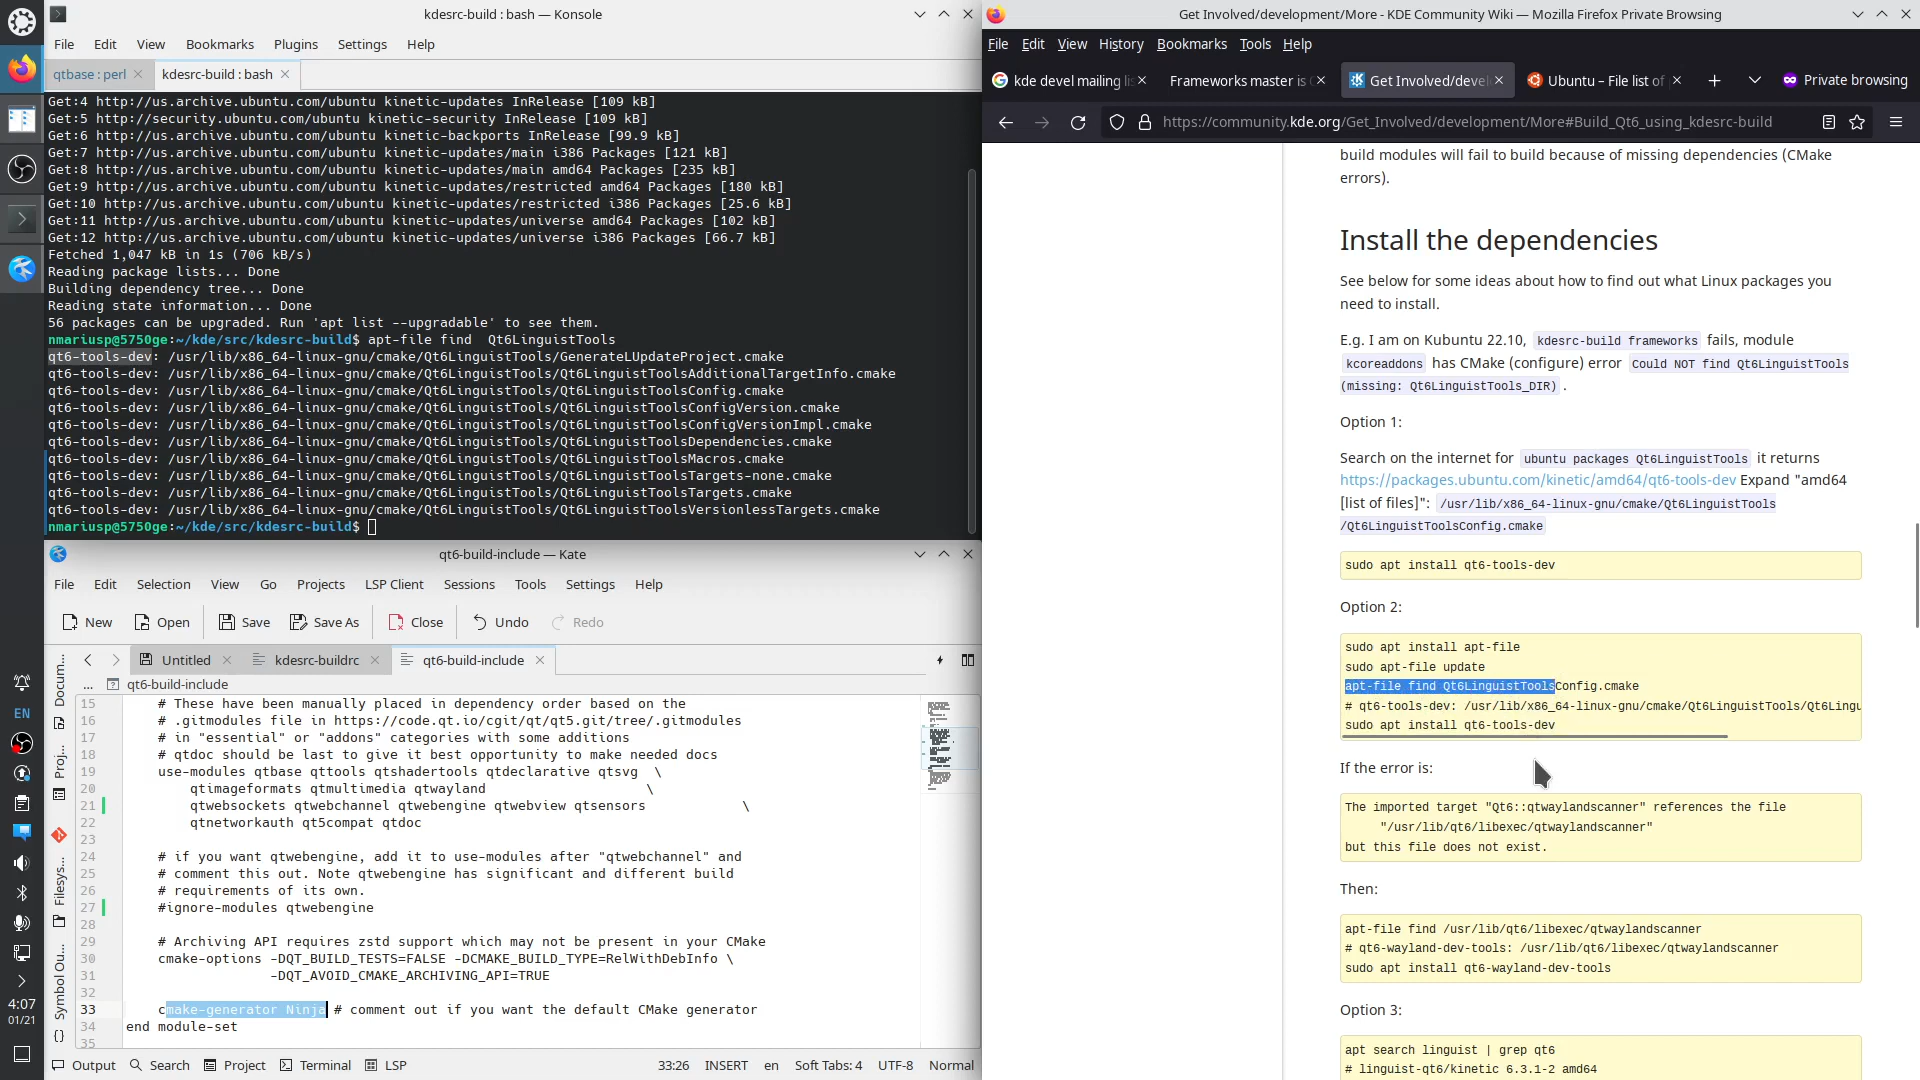 kdesrc-build : bash — Konsole
File Edit View Bookmarks Plugins Settings Help
qtbase : perl
kdesrc-build : bash
Get:4 http://us.archive.ubuntu.com/ubuntu kinetic-updates InRelease [109 kB]
Get:5 http://security.ubuntu.com/ubuntu kinetic-security InRelease [109 kB]
Get:6 http://us.archive.ubuntu.com/ubuntu kinetic-backports InRelease [99.9 kB]
Get:7 http://us.archive.ubuntu.com/ubuntu kinetic-updates/main i386 Packages [121 kB]
Get:8 http://us.archive.ubuntu.com/ubuntu kinetic-updates/main amd64 Packages [235 kB]
Get:9 http://us.archive.ubuntu.com/ubuntu kinetic-updates/restricted amd64 Packages [180 kB]
Get:10 http://us.archive.ubuntu.com/ubuntu kinetic-updates/restricted i386 Packages [25.6 kB]
Get:11 http://us.archive.ubuntu.com/ubuntu kinetic-updates/universe amd64 Packages [102 kB]
Get:12 http://us.archive.ubuntu.com/ubuntu kinetic-updates/universe i386 Packages [66.7 kB]
Fetched 1,047 kB in 1s (706 kB/s)
Reading package lists... Done
Building dependency tree... Done
Reading state information... Done
56 packages can be upgraded. Run 'apt list --upgradable' to see them.
nmariusp@5750ge:~/kde/src/kdesrc-build$ apt-file find  Qt6LinguistTools
qt6-tools-dev: /usr/lib/x86_64-linux-gnu/cmake/Qt6LinguistTools/GenerateLUpdateProject.cmake
qt6-tools-dev: /usr/lib/x86_64-linux-gnu/cmake/Qt6LinguistTools/Qt6LinguistToolsAdditionalTargetInfo.cmake
qt6-tools-dev: /usr/lib/x86_64-linux-gnu/cmake/Qt6LinguistTools/Qt6LinguistToolsConfig.cmake
qt6-tools-dev: /usr/lib/x86_64-linux-gnu/cmake/Qt6LinguistTools/Qt6LinguistToolsConfigVersion.cmake
qt6-tools-dev: /usr/lib/x86_64-linux-gnu/cmake/Qt6LinguistTools/Qt6LinguistToolsConfigVersionImpl.cmake
qt6-tools-dev: /usr/lib/x86_64-linux-gnu/cmake/Qt6LinguistTools/Qt6LinguistToolsDependencies.cmake
qt6-tools-dev: /usr/lib/x86_64-linux-gnu/cmake/Qt6LinguistTools/Qt6LinguistToolsMacros.cmake
qt6-tools-dev: /usr/lib/x86_64-linux-gnu/cmake/Qt6LinguistTools/Qt6LinguistToolsTargets-none.cmake
qt6-tools-dev: /usr/lib/x86_64-linux-gnu/cmake/Qt6LinguistTools/Qt6LinguistToolsTargets.cmake
qt6-tools-dev: /usr/lib/x86_64-linux-gnu/cmake/Qt6LinguistTools/Qt6LinguistToolsVersionlessTargets.cmake
nmariusp@5750ge:~/kde/src/kdesrc-build$
qt6-build-include — Kate
File Edit Selection View Go Projects LSP Client Sessions Tools Settings Help
New Open Save Save As Close Undo Redo
Untitled kdesrc-buildrc qt6-build-include
... qt6-build-include
Docum...
Proj...
Filesys...
Symbol Ou...
15 # These have been manually placed in dependency order based on the
16 # .gitmodules file in https://code.qt.io/cgit/qt/qt5.git/tree/.gitmodules
17 # in "essential" or "addons" categories with some additions
18 # qtdoc should be last to give it best opportunity to make needed docs
19 use-modules qtbase qttools qtshadertools qtdeclarative qtsvg  \
20 qtimageformats qtmultimedia qtwayland \
21 qtwebsockets qtwebchannel qtwebengine qtwebview qtsensors \
22 qtnetworkauth qt5compat qtdoc
23
24 # if you want qtwebengine, add it to use-modules after "qtwebchannel" and
25 # comment this out. Note qtwebengine has significant and different build
26 # requirements of its own.
27 #ignore-modules qtwebengine
28
29 # Archiving API requires zstd support which may not be present in your CMake
30 cmake-options -DQT_BUILD_TESTS=FALSE -DCMAKE_BUILD_TYPE=RelWithDebInfo \
31 -DQT_AVOID_CMAKE_ARCHIVING_API=TRUE
32
33 cmake-generator Ninja # comment out if you want the default CMake generator
34 end module-set
35
Output Search Project Terminal LSP 33:26 INSERT en Soft Tabs: 4 UTF-8 Normal
EN
4:07
01/21
Get Involved/development/More - KDE Community Wiki — Mozilla Firefox Private Browsing
File Edit View History Bookmarks Tools Help
kde devel mailing lis
Frameworks master is C
Get Involved/devel
Ubuntu – File list of
Private browsing
https://community.kde.org/Get_Involved/development/More#Build_Qt6_using_kdesrc-build
build modules will fail to build because of missing dependencies (CMake
errors).
Install the dependencies
See below for some ideas about how to find out what Linux packages you
need to install.
E.g. I am on Kubuntu 22.10, kdesrc-build frameworks fails, module
kcoreaddons has CMake (configure) error Could NOT find Qt6LinguistTools
(missing: Qt6LinguistTools_DIR) .
Option 1:
Search on the internet for ubuntu packages Qt6LinguistTools it returns
https://packages.ubuntu.com/kinetic/amd64/qt6-tools-dev Expand "amd64
[list of files]": /usr/lib/x86_64-linux-gnu/cmake/Qt6LinguistTools
/Qt6LinguistToolsConfig.cmake
sudo apt install qt6-tools-dev
Option 2:
sudo apt install apt-file
sudo apt-file update
apt-file find Qt6LinguistToolsConfig.cmake
# qt6-tools-dev: /usr/lib/x86_64-linux-gnu/cmake/Qt6LinguistTools/Qt6Lingu
sudo apt install qt6-tools-dev
If the error is:
The imported target "Qt6::qtwaylandscanner" references the file
"/usr/lib/qt6/libexec/qtwaylandscanner"
but this file does not exist.
Then:
apt-file find /usr/lib/qt6/libexec/qtwaylandscanner
# qt6-wayland-dev-tools: /usr/lib/qt6/libexec/qtwaylandscanner
sudo apt install qt6-wayland-dev-tools
Option 3:
apt search linguist | grep qt6
# linguist-qt6/kinetic 6.3.1-2 amd64